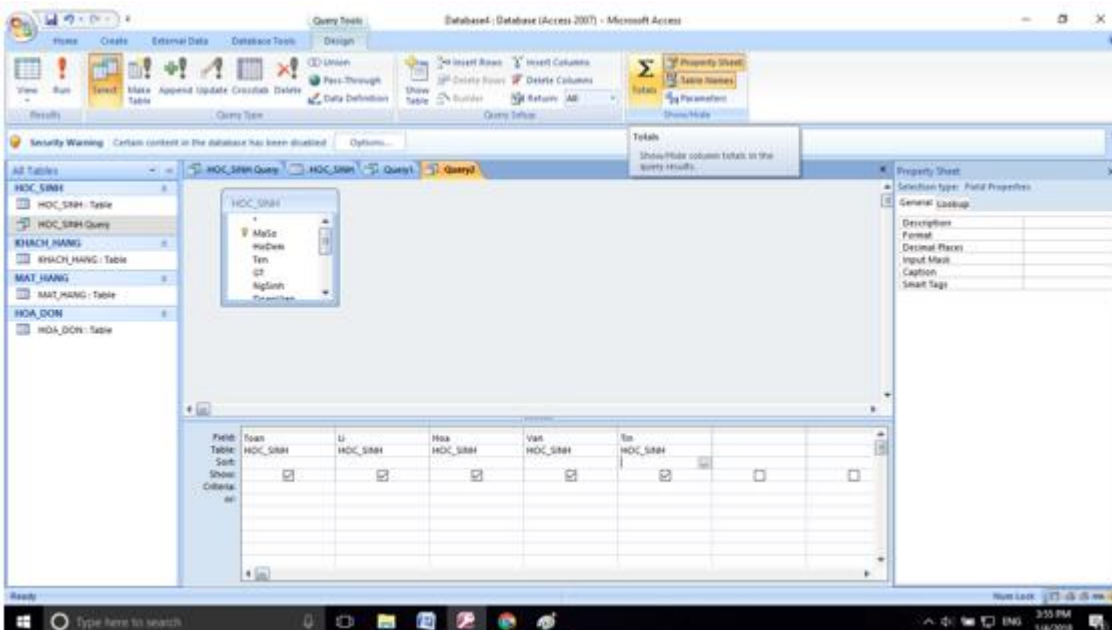 Query Tools
Database4 : Database (Access 2007) - Microsoft Access
Home Create External Data Database Tools Design
View Run Select Make Table Append Update Crosstab Delete
Union
Pass-Through
Data Definition
Show Table
Insert Rows
Delete Rows
Builder
Insert Columns
Delete Columns
Return: All
Totals
Property Sheet
Table Names
Parameters
Results Query Type Query Setup Show/Hide
Security Warning Certain content in the database has been disabled Options...
Totals
Show/Hide column totals in the query results.
All Tables
HOC_SINH
HOC_SINH : Table
HOC_SINH Query
KHACH_HANG
KHACH_HANG : Table
MAT_HANG
MAT_HANG : Table
HOA_DON
HOA_DON : Table
HOC_SINH Query HOC_SINH Query1 Query2
HOC_SINH
*
MaSo
HoDem
Ten
GT
NgSinh
Property Sheet
Selection type: Field Properties
General Lookup
Description
Format
Decimal Places
Input Mask
Caption
Smart Tags
Field: Toan Li Hoa Van Tin
Table: HOC_SINH HOC_SINH HOC_SINH HOC_SINH HOC_SINH
Sort:
Show:
Criteria:
or:
Ready
Num Lock
Type here to search
ENG
3:55 PM
1/4/2018